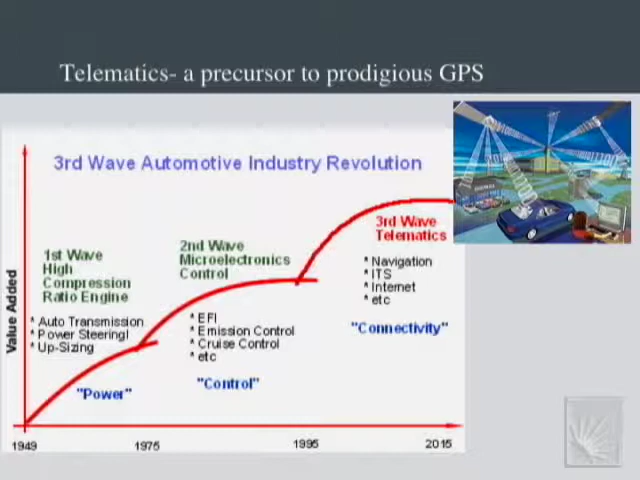 Telematics- a precursor to prodigious GPS
3rd Wave Automotive Industry Revolution
1st Wave
High
Compression
Ratio Engine
* Auto Transmission
* Power Steering!
* Up-Sizing
"Power"
2nd Wave
Microelectronics
Control
* EFI
* Emission Control
* Cruise Control
* etc
"Control"
3rd Wave
Telematics
* Navigation
* ITS
* Internet
* etc
"Connectivity"
Value Added
1949
1975
1995
2015